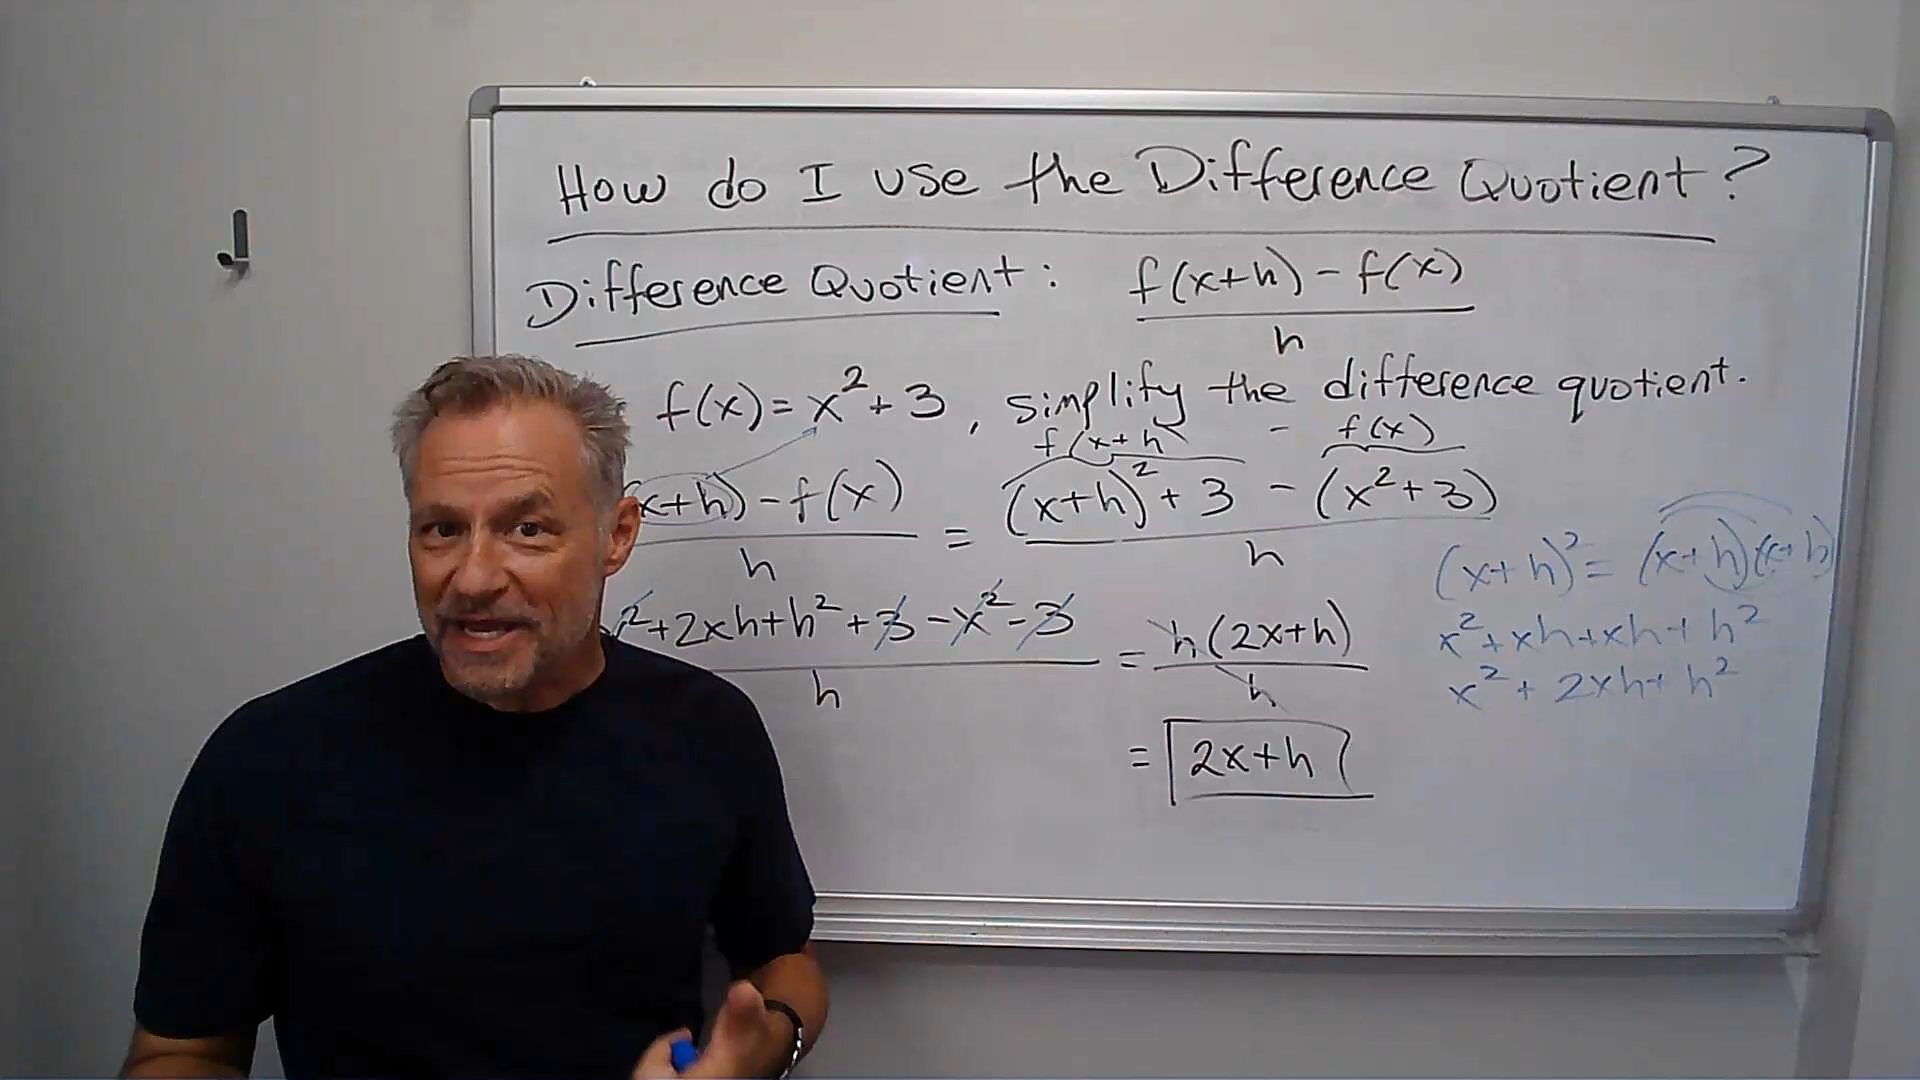 How do I use the Difference Quotient?
Difference Quotient: f(x+h) - f(x)
h
f(x) = x² + 3, simplify the difference quotient.
f(x+h) - f(x)
x+h) - f(x) = (x+h)² + 3 - (x²+3)
h h
² + 2xh + h² + 3 - x² - 3 = h(2x+h)
h h
= 2x+h
(x+h)² = (x+h)(x+h)
x² + xh + xh + h²
x² + 2xh + h²